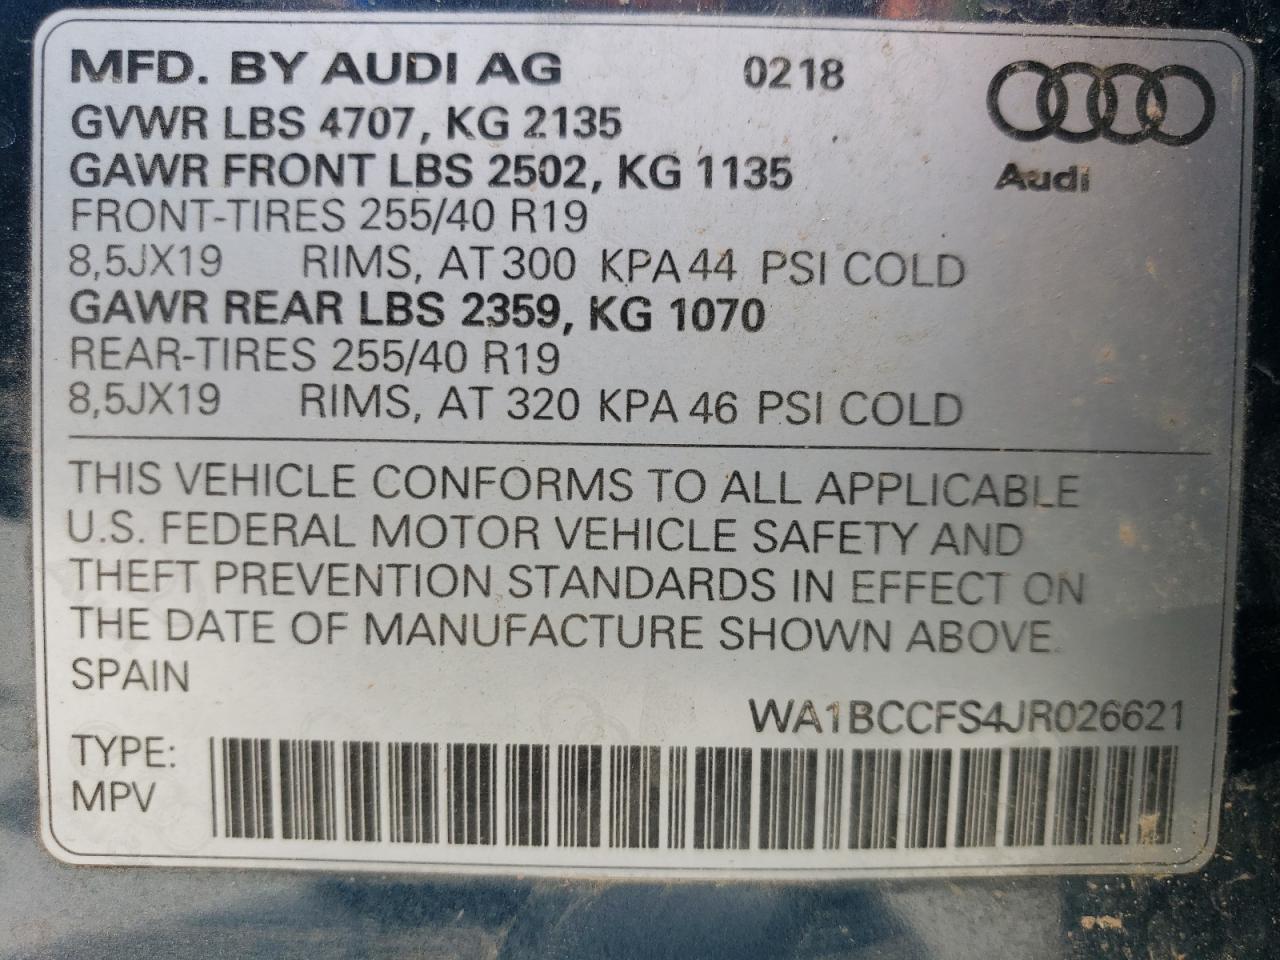 MFD. BY AUDI AG 0218
GVWR LBS 4707, KG 2135
GAWR FRONT LBS 2502, KG 1135
Audi
FRONT-TIRES 255/40 R19
8,5JX19 RIMS, AT 300 KPA 44 PSI COLD
GAWR REAR LBS 2359, KG 1070
REAR-TIRES 255/40 R19
8,5JX19 RIMS, AT 320 KPA 46 PSI COLD
THIS VEHICLE CONFORMS TO ALL APPLICABLE
U.S. FEDERAL MOTOR VEHICLE SAFETY AND
THEFT PREVENTION STANDARDS IN EFFECT ON
THE DATE OF MANUFACTURE SHOWN ABOVE.
SPAIN
WA1BCCFS4JR026621
TYPE:
MPV